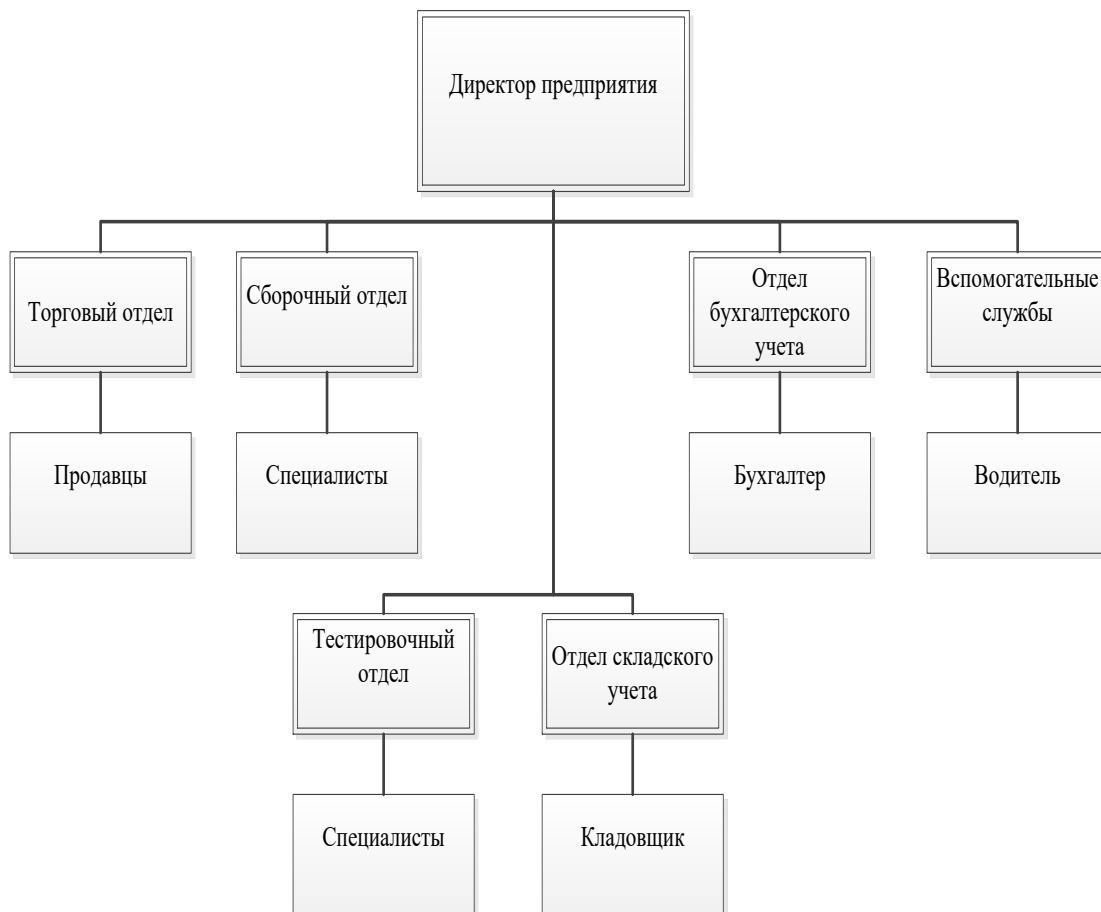 Директор предприятия
Торговый отдел
Сборочный отдел
Отдел
бухгалтерского
учета
Вспомогательные
службы
Продавцы
Специалисты
Бухгалтер
Водитель
Тестировочный
отдел
Отдел складского
учета
Специалисты
Кладовщик